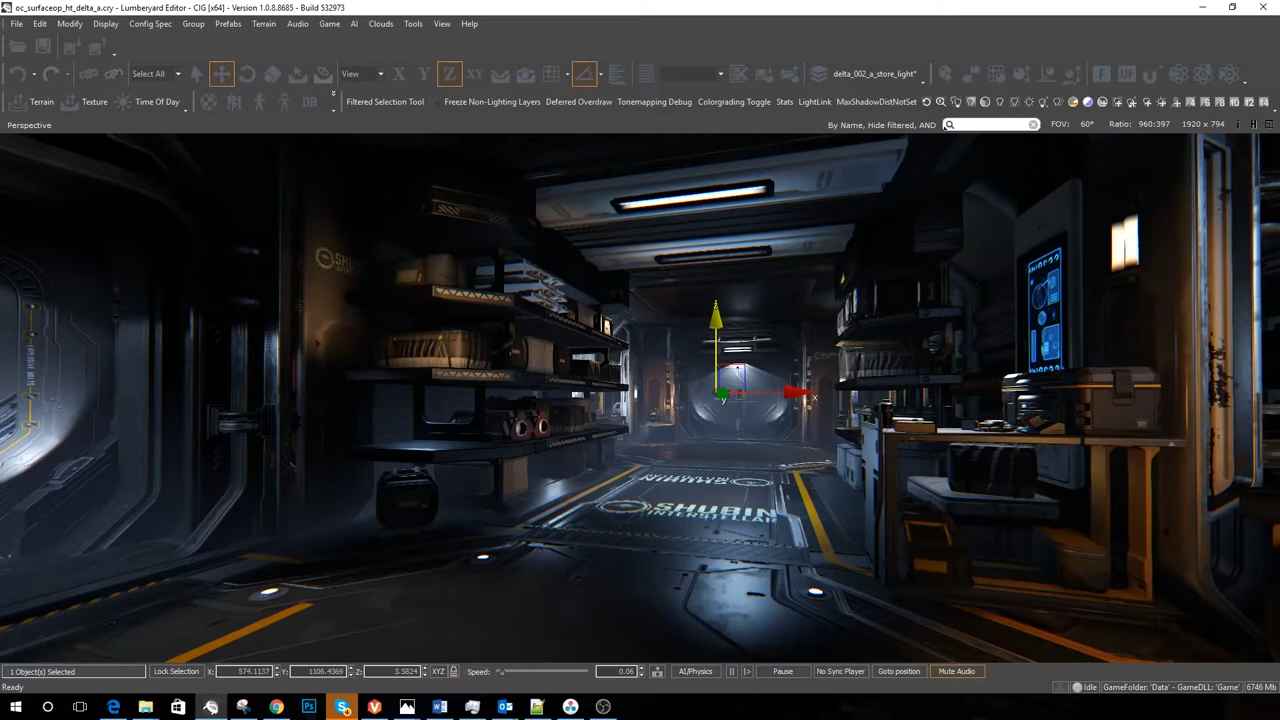 oc_surfaceop_ht_delta_a.cry - Lumberyard Editor - CIG [x64] - Version 1.0.8.8685 - Build 532973
File Edit Modify Display Config Spec Group Prefabs Terrain Audio Game AI Clouds Tools View Help
Select All View X Y Z XY delta_002_a_store_light*
Terrain Texture Time Of Day DB Filtered Selection Tool Freeze Non-Lighting Layers Deferred Overdraw Tonemapping Debug Colorgrading Toggle Stats LightLink MaxShadowDistNotSet
Perspective By Name, Hide filtered, AND FOV: 60° Ratio: 960:397 1920 x 794
SHUBIN
z
x
y
SHUBIN
INTERSTELLAR
1 Object(s) Selected Lock Selection X: 574.1137 Y: 1106.4369 Z: 3.5824 XYZ Speed: 0.06 AI/Physics Pause No Sync Player Goto position Mute Audio
Ready Idle GameFolder: 'Data' - GameDLL: 'Game' 6746 Mb